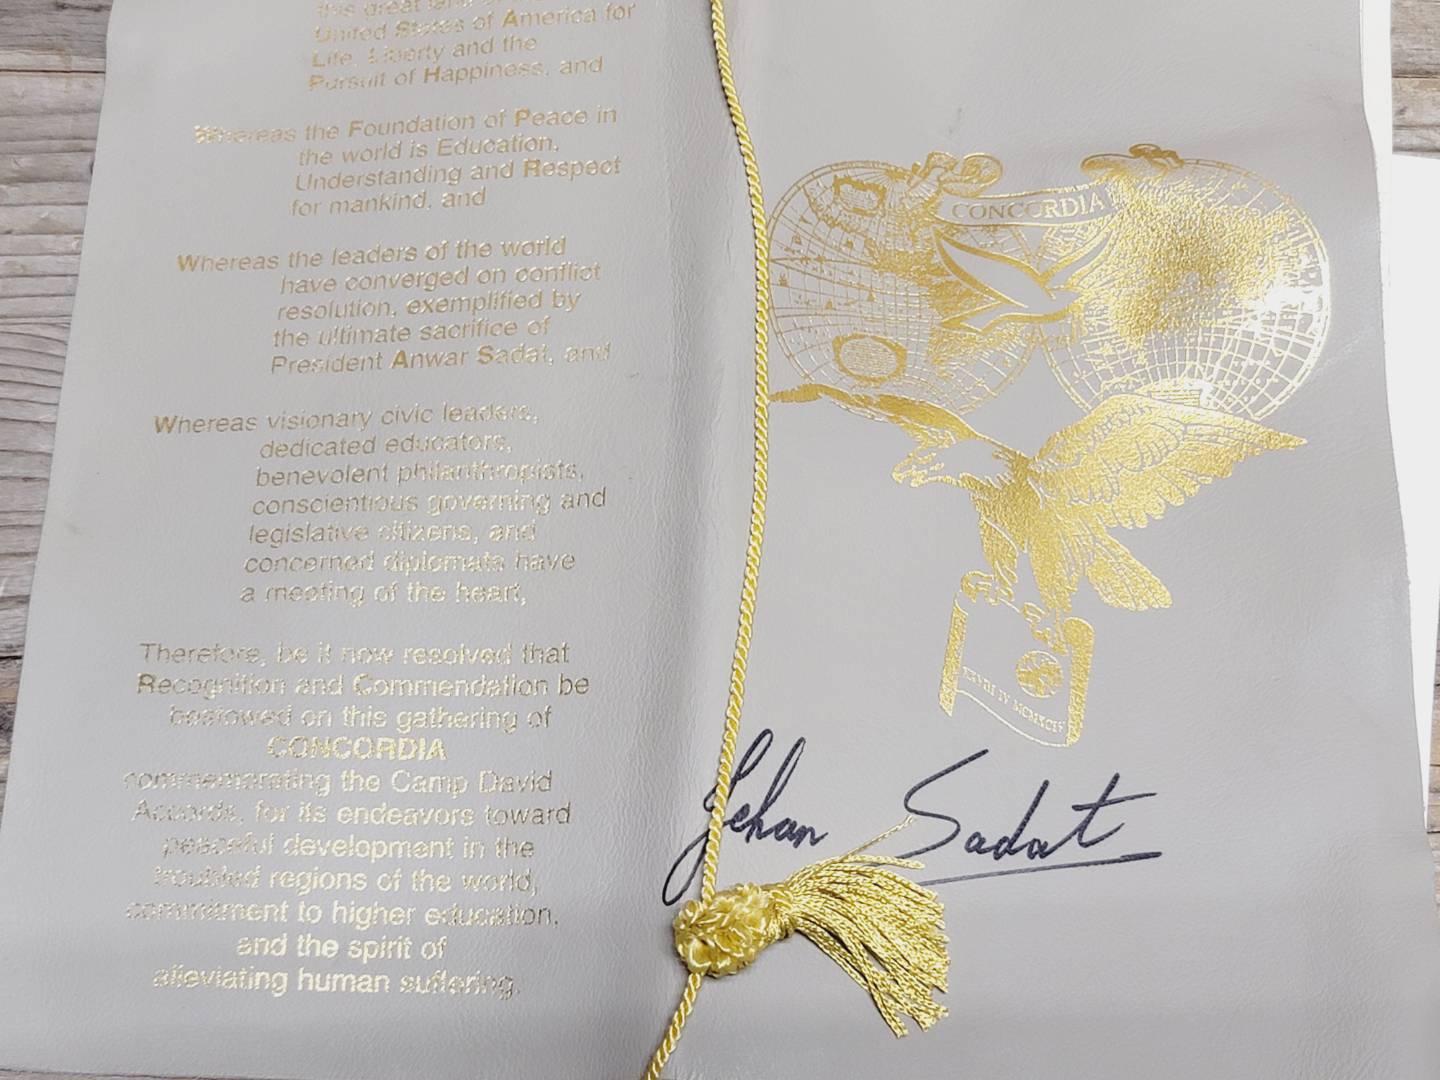 this great land of the
United States of America for
Life, Liberty and the
Pursuit of Happiness, and
Whereas the Foundation of Peace in
the world is Education,
Understanding and Respect
for mankind, and
Whereas the leaders of the world
have converged on conflict
resolution, exemplified by
the ultimate sacrifice of
President Anwar Sadat, and
Whereas visionary civic leaders,
dedicated educators,
benevolent philanthropists,
conscientious governing and
legislative citizens, and
concerned diplomats have
a meeting of the heart,
Therefore, be it now resolved that
Recognition and Commendation be
bestowed on this gathering of
CONCORDIA
commemorating the Camp David
Accords, for its endeavors toward
peaceful development in the
troubled regions of the world,
commitment to higher education,
and the spirit of
alleviating human suffering.
CONCORDIA
Jehan Sadat